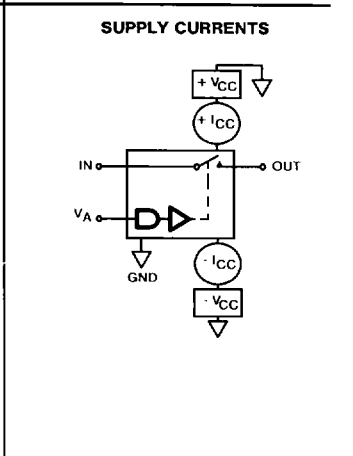 SUPPLY CURRENTS
+ VCC
+ ICC
IN
OUT
VA
GND
- ICC
- VCC